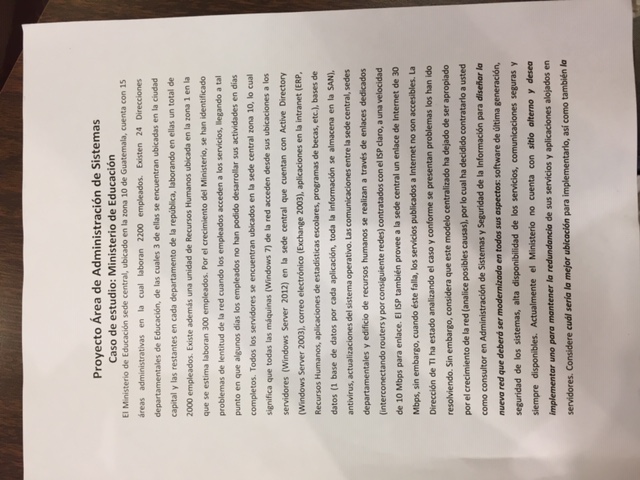 Proyecto Área de Administración de Sistemas
Caso de estudio: Ministerio de Educación
El Ministerio de Educación sede central, ubicado en la zona 10 de Guatemala, cuenta con 15
áreas administrativas en la cual laboran 2200 empleados. Existen 24 Direcciones
departamentales de Educación, de las cuales 3 de ellas se encuentran ubicadas en la ciudad
capital y las restantes en cada departamento de la república, laborando en ellas un total de
2000 empleados. Existe además una unidad de Recursos Humanos ubicada en la zona 1 en la
que se estima laboran 300 empleados. Por el crecimiento del Ministerio, se han identificado
problemas de lentitud de la red cuando los empleados acceden a los servicios, llegando a tal
punto en que algunos días los empleados no han podido desarrollar sus actividades en días
completos. Todos los servidores se encuentran ubicados en la sede central zona 10, lo cual
significa que todas las máquinas (Windows 7) de la red acceden desde sus ubicaciones a los
servidores (Windows Server 2012) en la sede central que cuentan con Active Directory
(Windows Server 2003), correo electrónico (Exchange 2003), aplicaciones en la intranet (ERP,
Recursos Humanos, aplicaciones de estadísticas escolares, programas de becas, etc.), bases de
datos (1 base de datos por cada aplicación, toda la información se almacena en la SAN),
antivirus, actualizaciones del sistema operativo. Las comunicaciones entre la sede central, sedes
departamentales y edificio de recursos humanos se realizan a través de enlaces dedicados
(interconectando routers y por consiguiente redes) contratados con el ISP claro, a una velocidad
de 10 Mbps para enlace. El ISP también provee a la sede central un enlace de Internet de 30
Mbps, sin embargo, cuando éste falla, los servicios publicados a Internet no son accesibles. La
Dirección de TI ha estado analizando el caso y conforme se presentan problemas los han ido
resolviendo. Sin embargo, considera que este modelo centralizado ha dejado de ser apropiado
por el crecimiento de la red (analice posibles causas), por lo cual ha decidido contratarlo a usted
como consultor en Administración de Sistemas y Seguridad de la Información para diseñar la
nueva red que deberá ser modernizada en todos sus aspectos: software de última generación,
seguridad de los sistemas, alta disponibilidad de los servicios, comunicaciones seguras y
siempre disponibles. Actualmente el Ministerio no cuenta con sitio alterno y desea
implementar uno para mantener la redundancia de sus servicios y aplicaciones alojados en
servidores. Considere cuál sería la mejor ubicación para implementarlo, así como también la